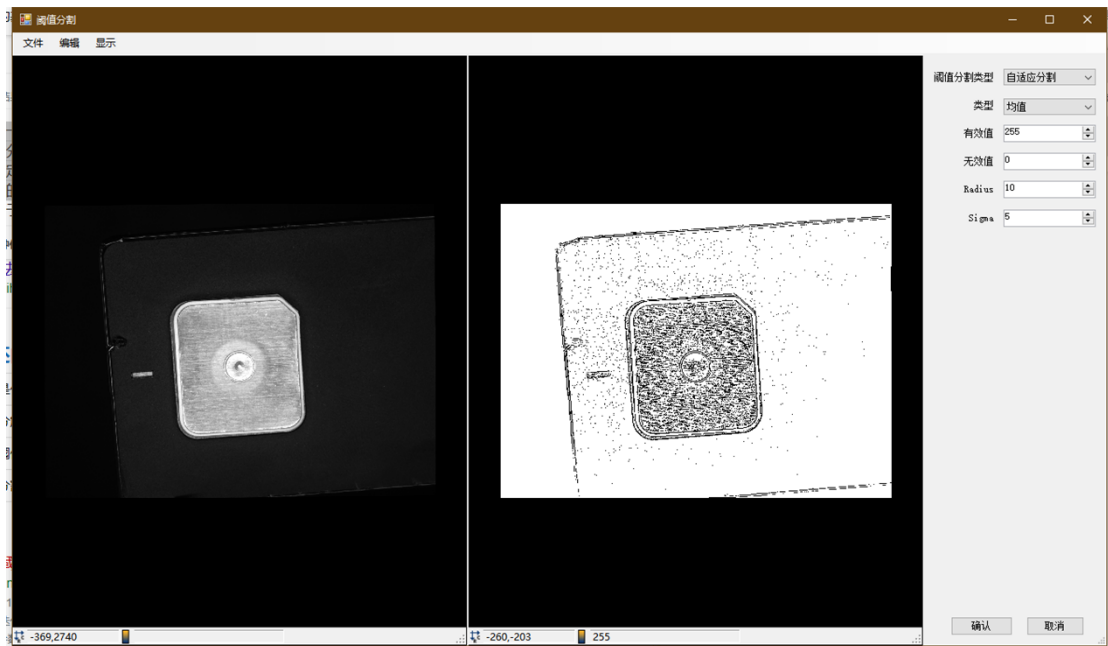 阈值分割
文件 编辑 显示
阈值分割类型 自适应分割
类型 均值
有效值 255
无效值 0
Radius 10
Sigma 5
-369,2740
-260,-203 255
确认 取消